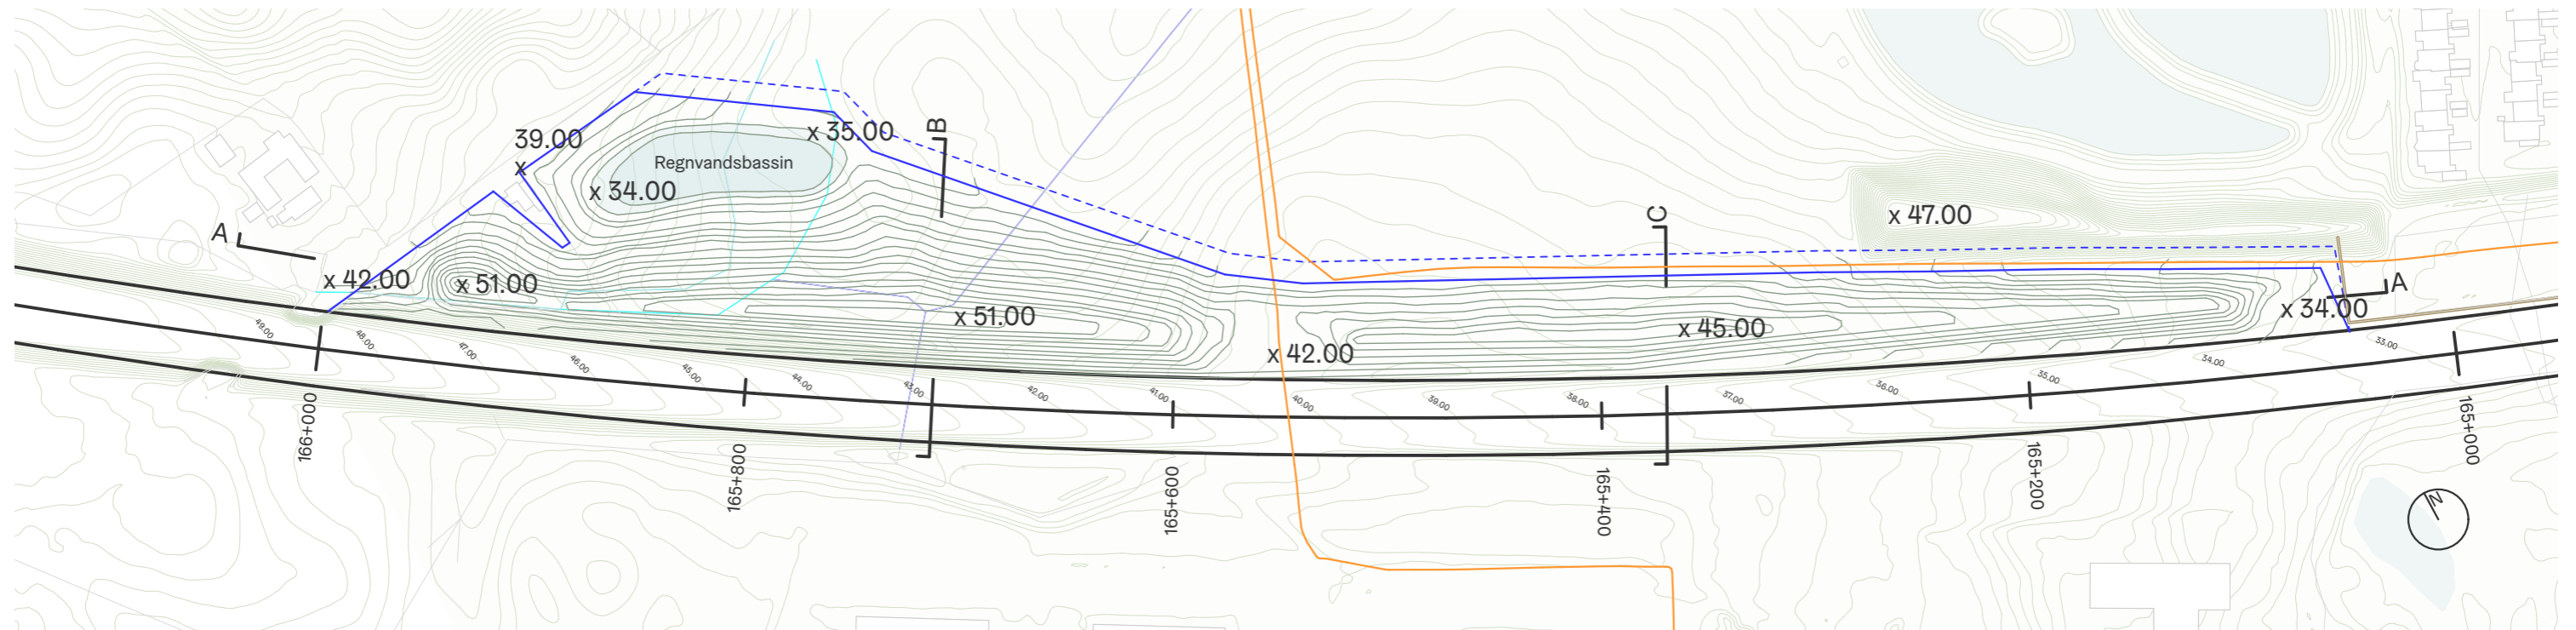 B
39.00
x
x 35.00
Regnvandsbassin
x 34.00
C
x 47.00
A
x 42.00
x 51.00
A
x 34.00
x 51.00
x 45.00
x 42.00
49.00
48.00
47.00
46.00
45.00
44.00
43.00
42.00
41.00
40.00
39.00
38.00
37.00
36.00
35.00
34.00
33.00
166+000
165+800
165+600
165+400
165+200
165+000
N